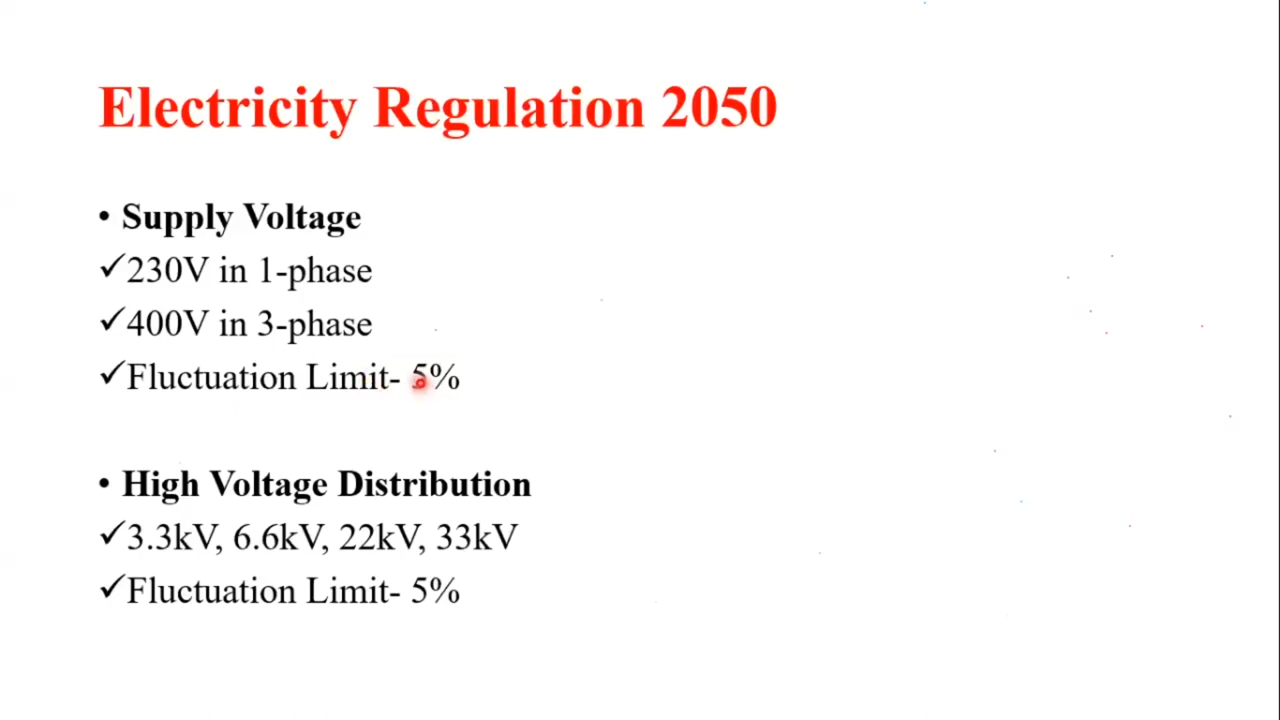 Electricity Regulation 2050
• Supply Voltage
✓230V in 1-phase
✓400V in 3-phase
✓Fluctuation Limit- 5%
• High Voltage Distribution
✓3.3kV, 6.6kV, 22kV, 33kV
✓Fluctuation Limit- 5%